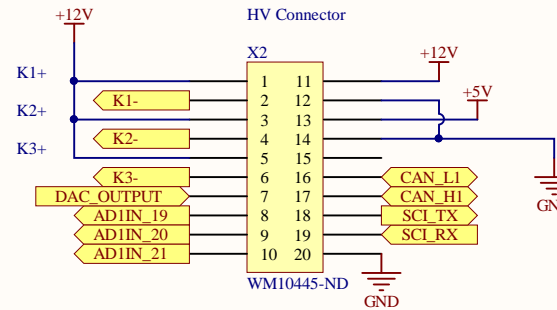 +12V
HV Connector
X2
+12V
K1+
1
11
K1-
2
12
+5V
K2+
3
13
K2-
4
14
K3+
5
15
K3-
6
16
CAN_L1
GND
DAC_OUTPUT
7
17
CAN_H1
AD1IN_19
8
18
SCI_TX
AD1IN_20
9
19
SCI_RX
AD1IN_21
10
20
WM10445-ND
GND